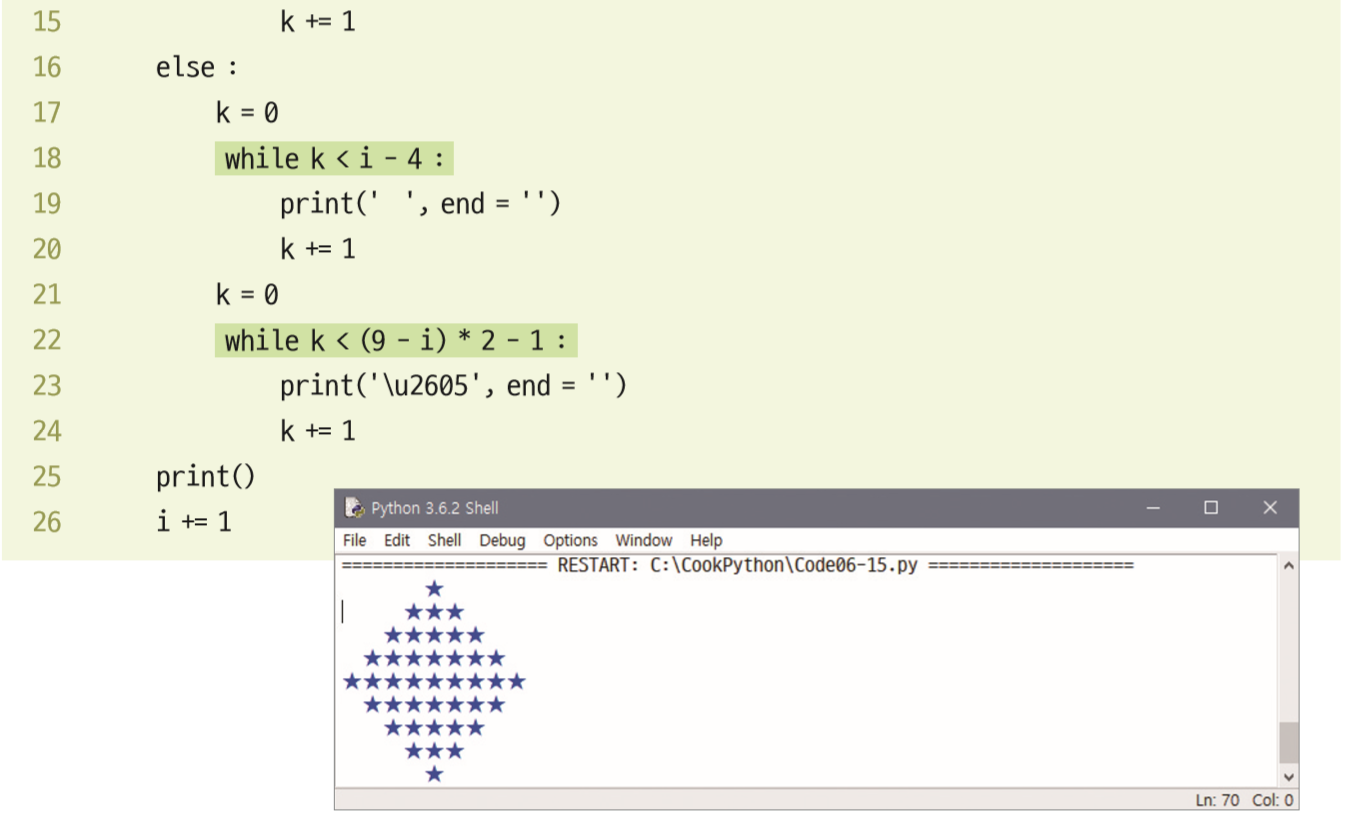 15 k += 1
16 else :
17 k = 0
18 while k < i - 4 :
19 print('  ', end = '')
20 k += 1
21 k = 0
22 while k < (9 - i) * 2 - 1 :
23 print('\u2605', end = '')
24 k += 1
25 print()
26 i += 1
Python 3.6.2 Shell
File Edit Shell Debug Options Window Help
==================== RESTART: C:\CookPython\Code06-15.py ====================
★
★★★
★★★★★
★★★★★★★
★★★★★★★★★
★★★★★★★
★★★★★
★★★
★
Ln: 70 Col: 0